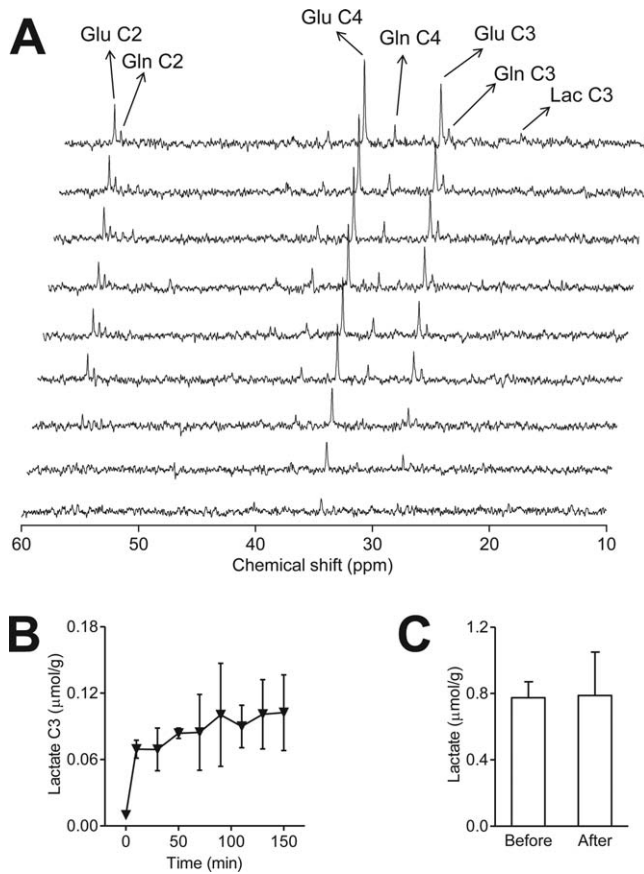 A
Glu C2
Gln C2
Glu C4
Gln C4
Glu C3
Gln C3
Lac C3
60 50 40 30 20 10
Chemical shift (ppm)
B
Lactate C3 (μmol/g)
0.18
0.12
0.06
0.00
0 50 100 150
Time (min)
C
Lactate (μmol/g)
1.2
0.8
0.4
0.0
Before After